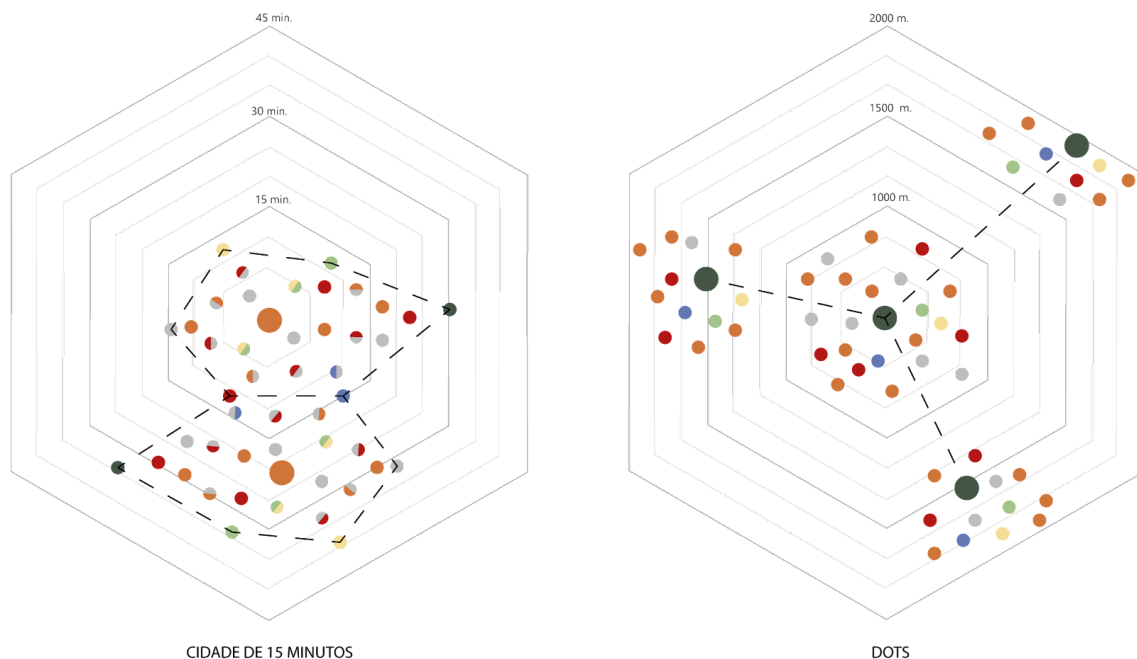 45 min.
30 min.
15 min.
CIDADE DE 15 MINUTOS
2000 m.
1500 m.
1000 m.
DOTS